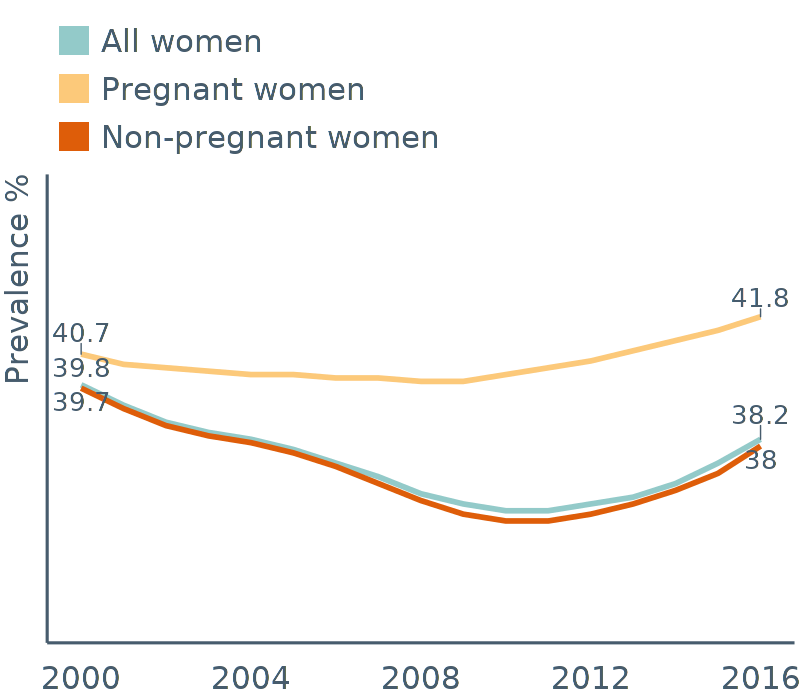 All women
Pregnant women
Non-pregnant women
Prevalence %
41.8
40.7
39.8
39.7
38.2
38
2000 2004 2008 2012 2016